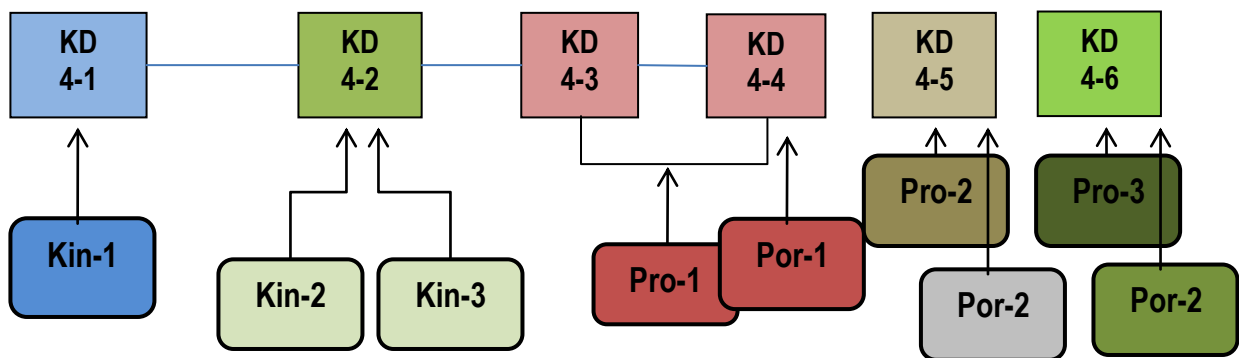 KD
4-1
KD
4-2
KD
4-3
KD
4-4
KD
4-5
KD
4-6
Kin-1
Kin-2
Kin-3
Pro-1
Por-1
Pro-2
Por-2
Pro-3
Por-2